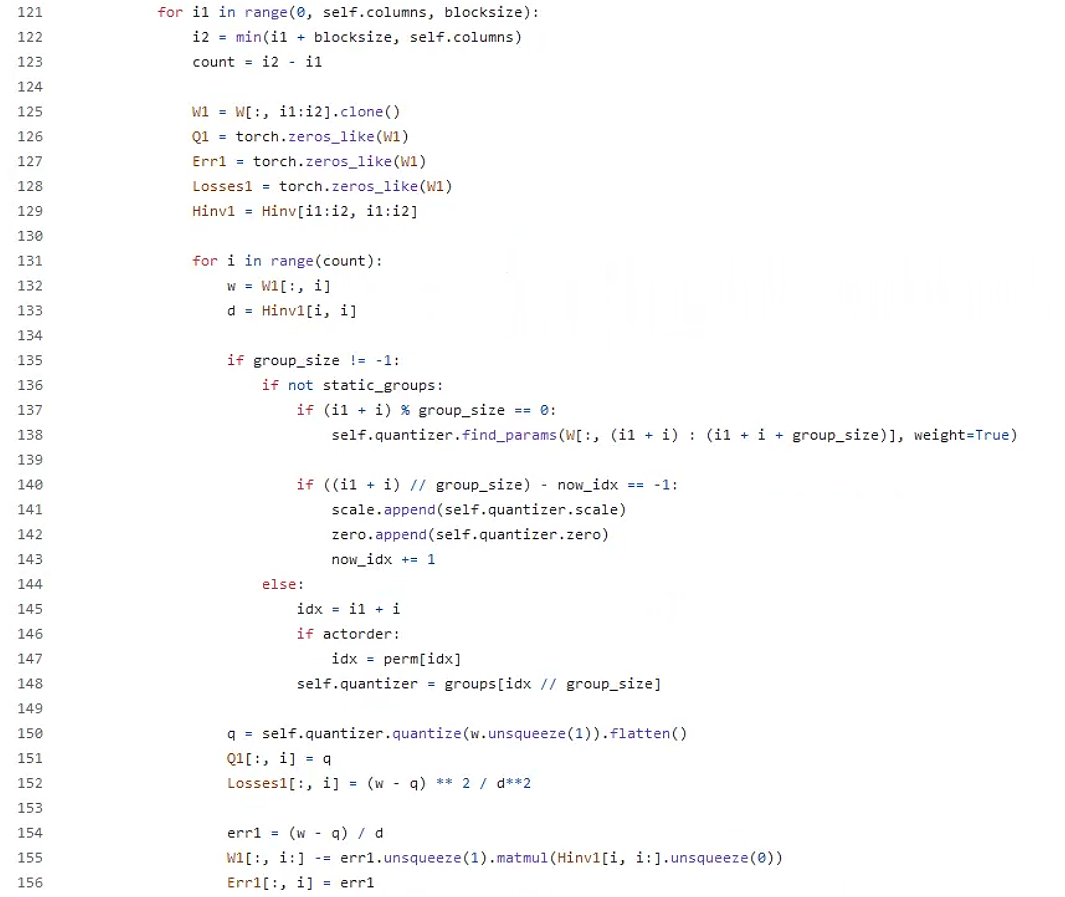 121 for i1 in range(0, self.columns, blocksize):
122 i2 = min(i1 + blocksize, self.columns)
123 count = i2 - i1
124
125 W1 = W[:, i1:i2].clone()
126 Q1 = torch.zeros_like(W1)
127 Err1 = torch.zeros_like(W1)
128 Losses1 = torch.zeros_like(W1)
129 Hinv1 = Hinv[i1:i2, i1:i2]
130
131 for i in range(count):
132 w = W1[:, i]
133 d = Hinv1[i, i]
134
135 if group_size != -1:
136 if not static_groups:
137 if (i1 + i) % group_size == 0:
138 self.quantizer.find_params(W[:, (i1 + i) : (i1 + i + group_size)], weight=True)
139
140 if ((i1 + i) // group_size) - now_idx == -1:
141 scale.append(self.quantizer.scale)
142 zero.append(self.quantizer.zero)
143 now_idx += 1
144 else:
145 idx = i1 + i
146 if actorder:
147 idx = perm[idx]
148 self.quantizer = groups[idx // group_size]
149
150 q = self.quantizer.quantize(w.unsqueeze(1)).flatten()
151 Q1[:, i] = q
152 Losses1[:, i] = (w - q) ** 2 / d**2
153
154 err1 = (w - q) / d
155 W1[:, i:] -= err1.unsqueeze(1).matmul(Hinv1[i, i:].unsqueeze(0))
156 Err1[:, i] = err1